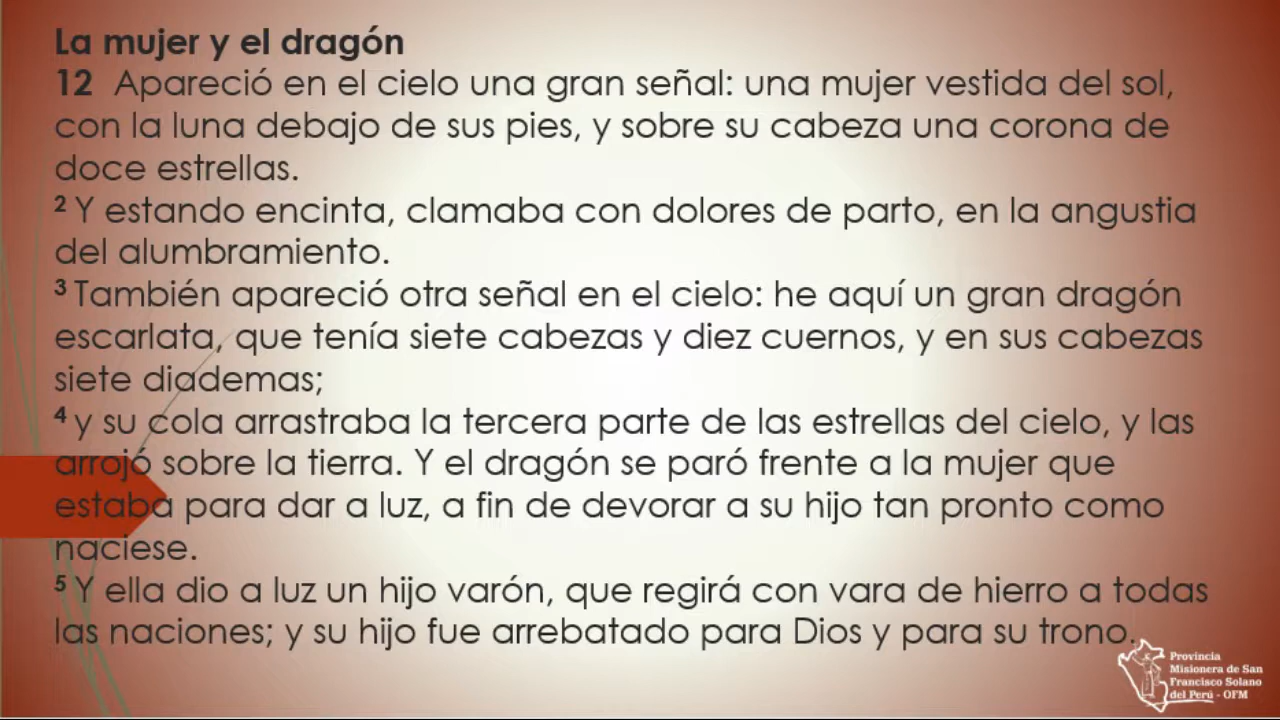 La mujer y el dragón
12 Apareció en el cielo una gran señal: una mujer vestida del sol,
con la luna debajo de sus pies, y sobre su cabeza una corona de
doce estrellas.
2 Y estando encinta, clamaba con dolores de parto, en la angustia
del alumbramiento.
3 También apareció otra señal en el cielo: he aquí un gran dragón
escarlata, que tenía siete cabezas y diez cuernos, y en sus cabezas
siete diademas;
4 y su cola arrastraba la tercera parte de las estrellas del cielo, y las
arrojó sobre la tierra. Y el dragón se paró frente a la mujer que
estaba para dar a luz, a fin de devorar a su hijo tan pronto como
naciese.
5 Y ella dio a luz un hijo varón, que regirá con vara de hierro a todas
las naciones; y su hijo fue arrebatado para Dios y para su trono.
Provincia
Misionera de San
Francisco Solano
del Perú - OFM